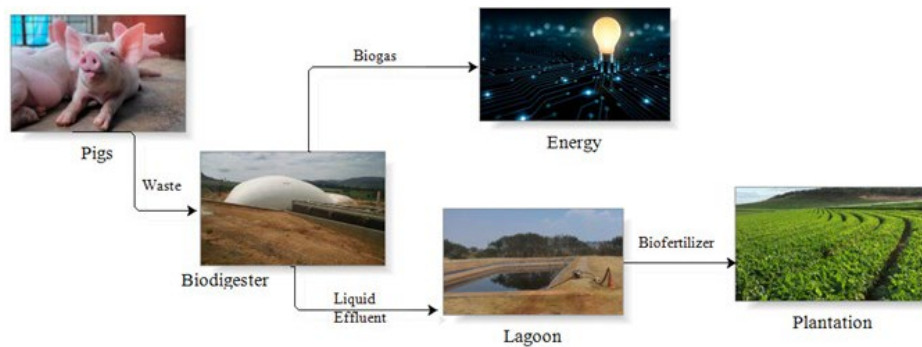 Biogas
Energy
Pigs
Waste
Biodigester
Liquid
Effluent
Lagoon
Biofertilizer
Plantation